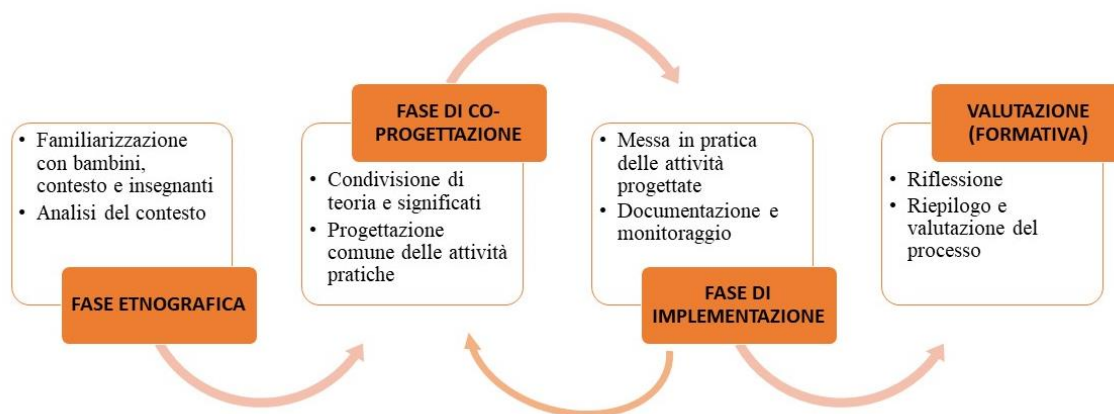 • Familiarizzazione
con bambini,
contesto e insegnanti
• Analisi del contesto
FASE ETNOGRAFICA
FASE DI CO-
PROGETTAZIONE
• Condivisione di
teoria e significati
• Progettazione
comune delle attività
pratiche
• Messa in pratica
delle attività
progettate
• Documentazione e
monitoraggio
FASE DI
IMPLEMENTAZIONE
VALUTAZIONE
(FORMATIVA)
• Riflessione
• Riepilogo e
valutazione del
processo